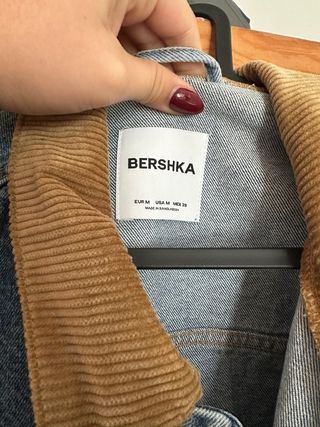 BERSHKA
EUR M USA M MEX 28
MADE IN BANGLADESH